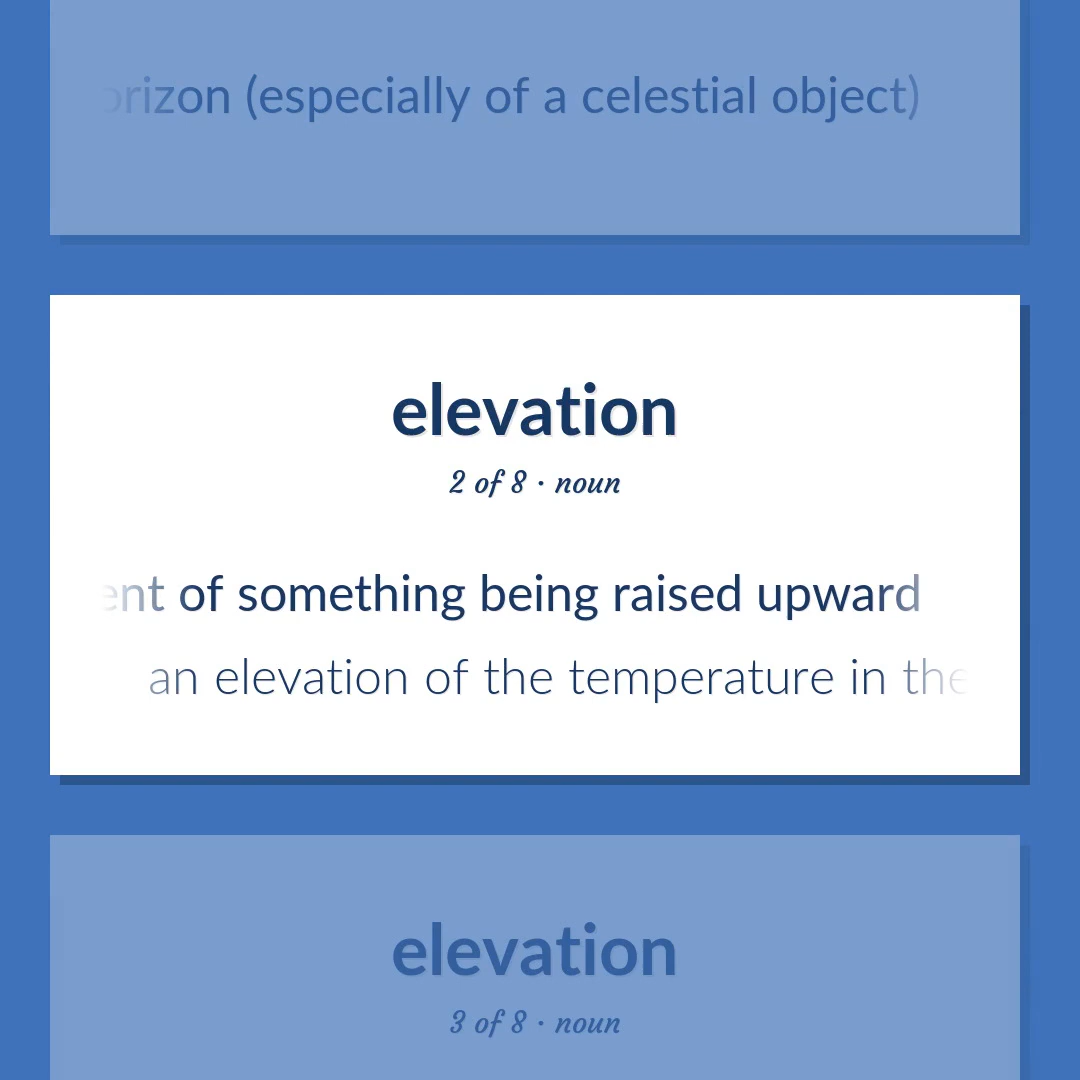 orizon (especially of a celestial object)
elevation
2 of 8 · noun
ent of something being raised upward
an elevation of the temperature in the
elevation
3 of 8 · noun